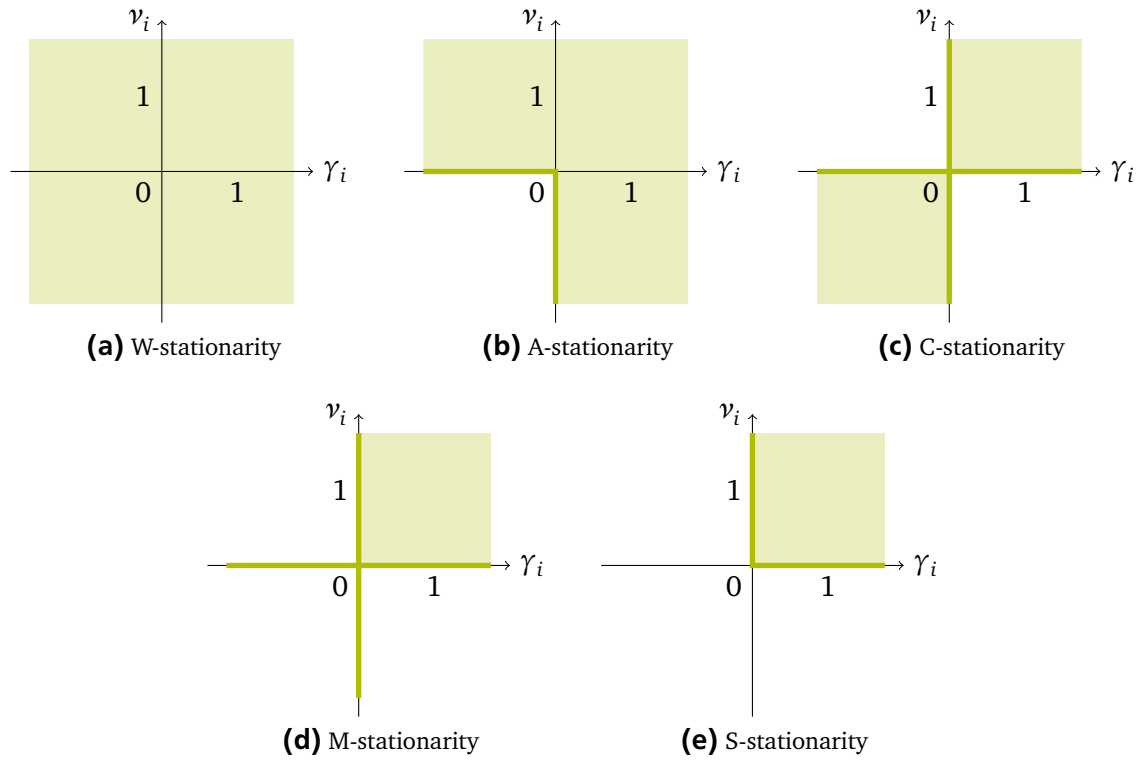 νi νi νi
1 1 1
γi γi γi
0 1 0 1 0 1
(a) W-stationarity (b) A-stationarity (c) C-stationarity
νi νi
1 1
γi γi
0 1 0 1
(d) M-stationarity (e) S-stationarity